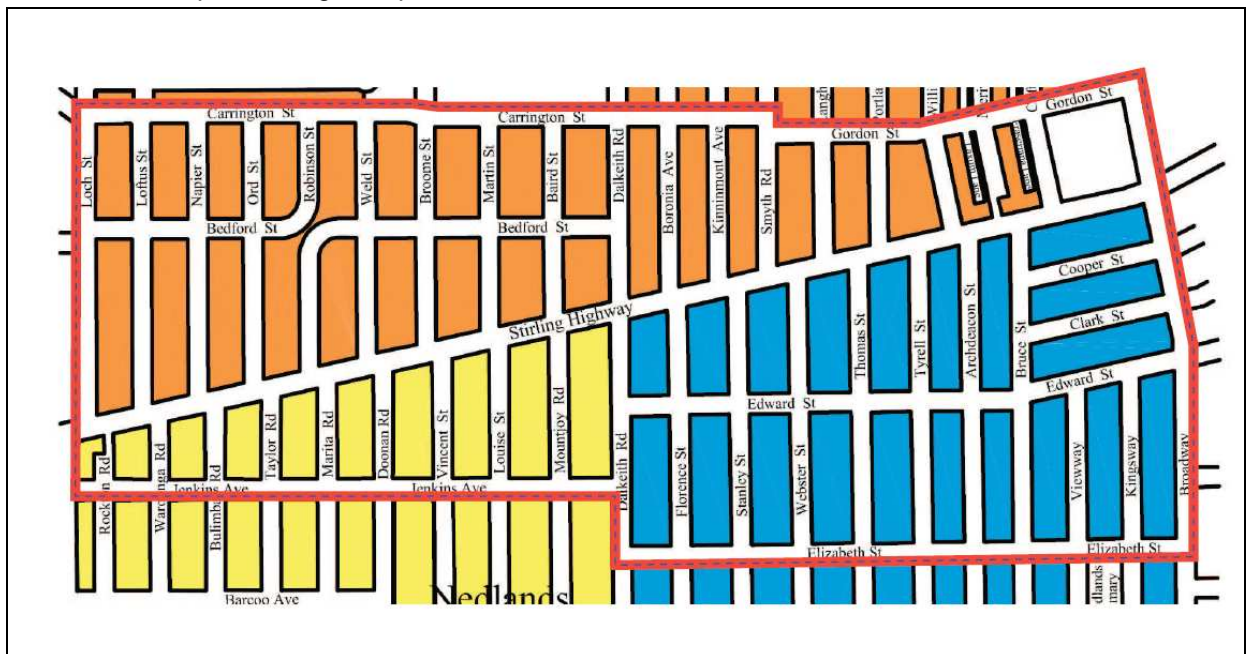 Carrington St
Carrington St
Gordon St
Gordon St
Loch St
Loftus St
Napier St
Ord St
Robinson St
Weld St
Broome St
Martin St
Baird St
Dalkeith Rd
Boronia Ave
Kinninmont Ave
Smyth Rd
Bedford St
Bedford St
Stirling Highway
Cooper St
Clark St
Edward St
Edward St
Thomas St
Tyrell St
Archdeacon St
Bruce St
Taylor Rd
Marita Rd
Doonan Rd
Vincent St
Louise St
Mountjoy Rd
Dalkeith Rd
Florence St
Stanley St
Webster St
Viewway
Kingsway
Broadway
Jenkins Ave
Jenkins Ave
Elizabeth St
Elizabeth St
Barcoo Ave
Nedlands